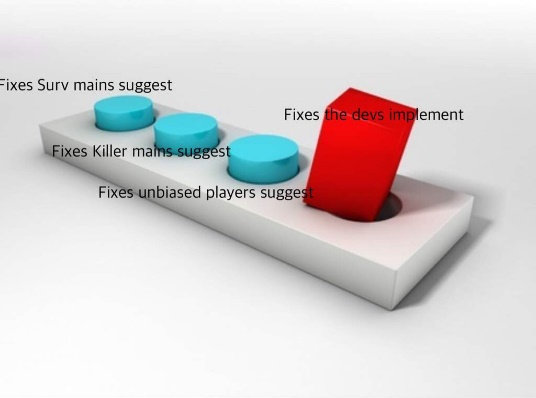 Fixes Surv mains suggest
Fixes the devs implement
Fixes Killer mains suggest
Fixes unbiased players suggest